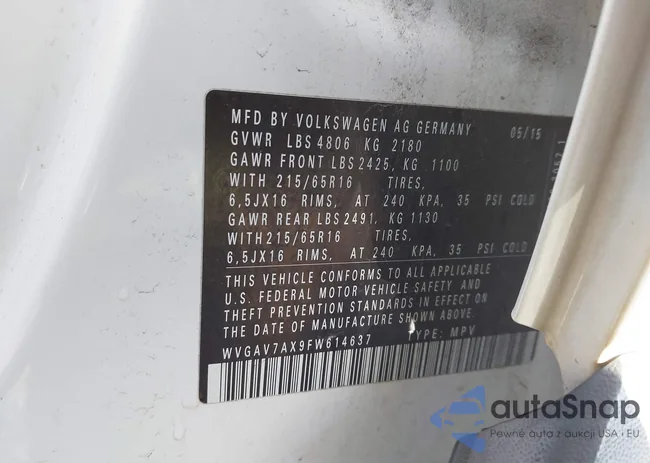 MFD BY VOLKSWAGEN AG GERMANY 05/15
GVWR LBS 4806 KG 2180
GAWR FRONT LBS 2425, KG 1100
WITH 215/65R16 TIRES,
6,5JX16 RIMS, AT 240 KPA, 35 PSI COLD
GAWR REAR LBS 2491, KG 1130
WITH 215/65R16 TIRES,
6,5JX16 RIMS, AT 240 KPA, 35 PSI COLD
THIS VEHICLE CONFORMS TO ALL APPLICABLE
U.S. FEDERAL MOTOR VEHICLE SAFETY AND
THEFT PREVENTION STANDARDS IN EFFECT ON
THE DATE OF MANUFACTURE SHOWN ABOVE.
WVGAV7AX9FW614637 TYPE: MPV
autaSnap
Pewne auta z aukcji USA i EU